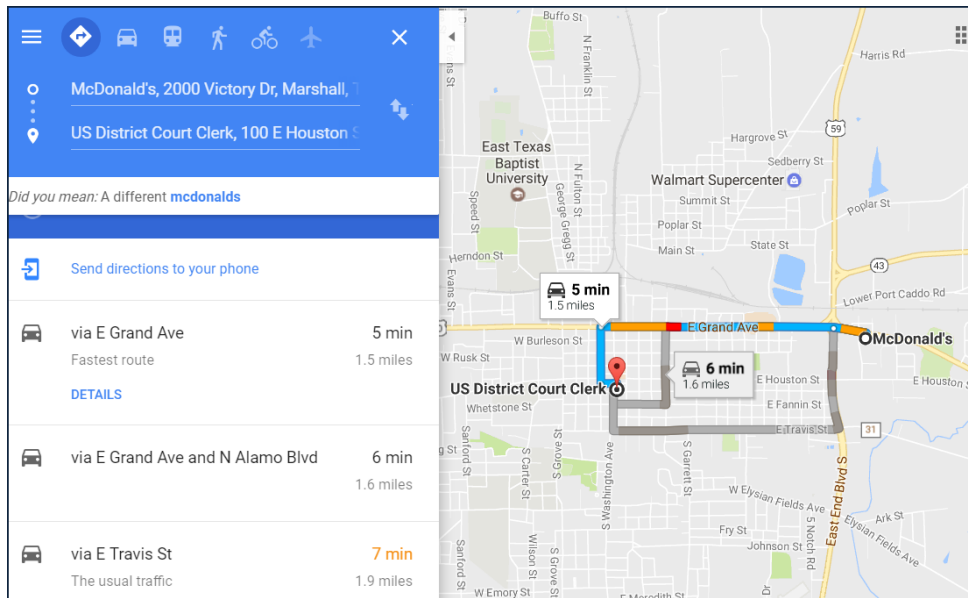 McDonald's, 2000 Victory Dr, Marshall,
US District Court Clerk, 100 E Houston S
Did you mean: A different mcdonalds
Send directions to your phone
via E Grand Ave 5 min
Fastest route 1.5 miles
DETAILS
via E Grand Ave and N Alamo Blvd 6 min
1.6 miles
via E Travis St 7 min
The usual traffic 1.9 miles
Buffo St
N Franklin St
Harris Rd
59
Hargrove St
East Texas
Baptist
University
Sedberry St
Walmart Supercenter
Summit St
N Fulton St
George Gregg St
Speed St
Poplar St
Poplar St
Main St
State St
Herndon St
Evans St
43
Lower Port Caddo Rd
5 min
1.5 miles
E Grand Ave
McDonald's
W Burleson St
W Rusk St
6 min
1.6 miles
E Houston St
E Houston St
US District Court Clerk
Whetstone St
E Fannin St
E Travis St
31
Sanford St
S Carter St
S Grove St
S Washington Ave
S Garrett St
W Elysian Fields Ave
East End Blvd S
Ark St
Elysian Fields Ave
Fry St
S Notch Rd
Johnson St
Sanford St
Wilson St
S Grove St
W Emory St
E Meredith St